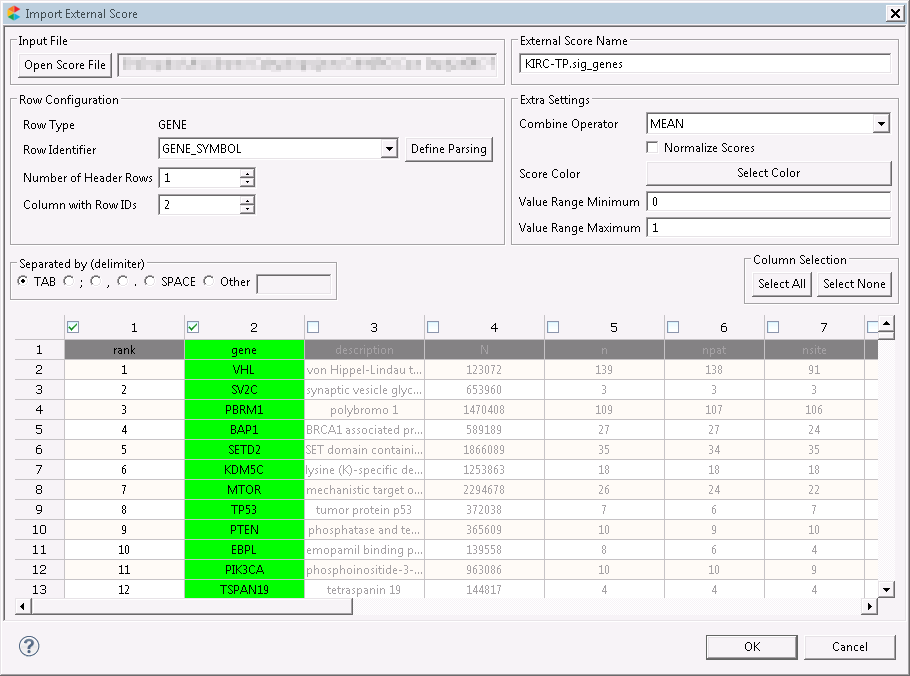 Import External Score
Input File
Open Score File
External Score Name
KIRC-TP.sig_genes
Row Configuration
Row Type GENE
Row Identifier GENE_SYMBOL Define Parsing
Number of Header Rows 1
Column with Row IDs 2
Extra Settings
Combine Operator MEAN
Normalize Scores
Score Color Select Color
Value Range Minimum 0
Value Range Maximum 1
Separated by (delimiter)
TAB ; , . SPACE Other
Column Selection
Select All Select None
1 2 3 4 5 6 7
1 rank gene description N n npat nsite
2 1 VHL von Hippel-Lindau t... 123072 139 138 91
3 2 SV2C synaptic vesicle glyc... 653960 3 3 3
4 3 PBRM1 polybromo 1 1470408 109 107 106
5 4 BAP1 BRCA1 associated pr... 589189 27 27 24
6 5 SETD2 SET domain containi... 1866089 35 34 35
7 6 KDM5C lysine (K)-specific de... 1253863 18 18 18
8 7 MTOR mechanistic target o... 2294678 26 24 22
9 8 TP53 tumor protein p53 372038 7 6 7
10 9 PTEN phosphatase and te... 365609 10 9 10
11 10 EBPL emopamil binding p... 139558 8 6 4
12 11 PIK3CA phosphoinositide-3-... 963086 10 10 9
13 12 TSPAN19 tetraspanin 19 144817 4 4 4
? OK Cancel